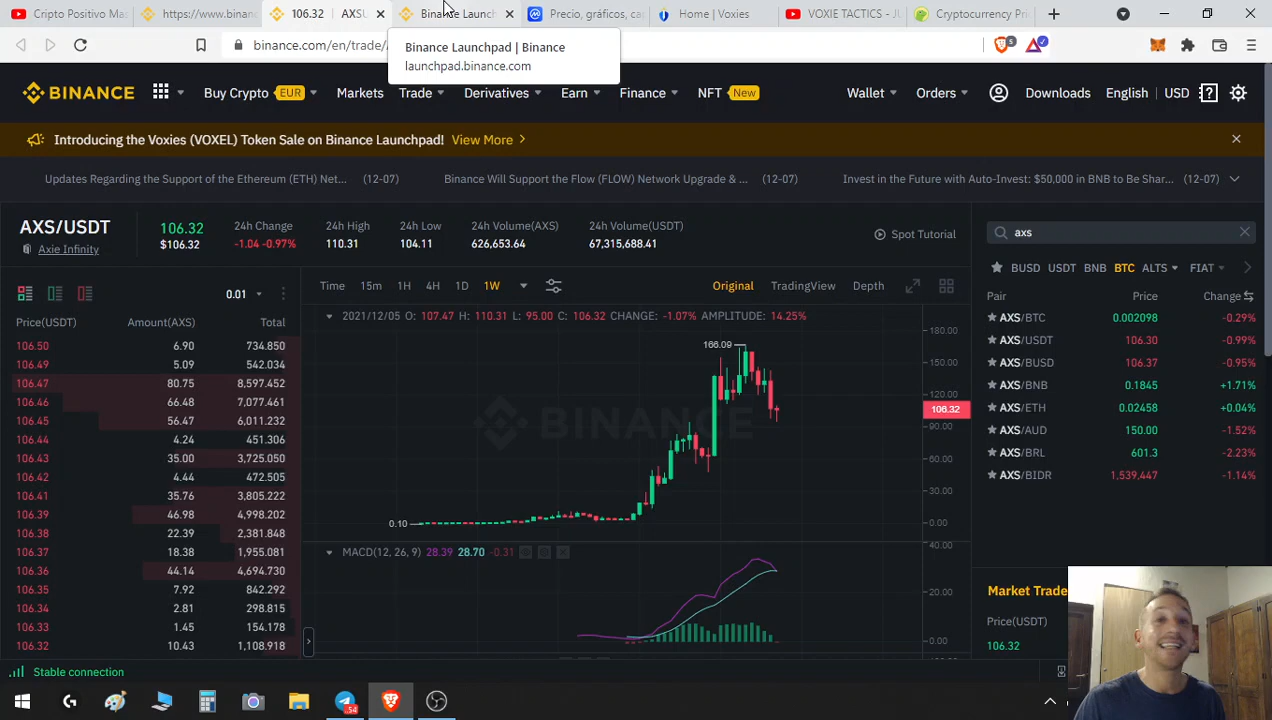 Cripto Positivo Ma
https://www.binan
106.32 AXSU
Binance Launch
Precio, gráficos, ca
Home | Voxies
VOXIE TACTICS - JU
Cryptocurrency Pri
binance.com/en/trade/
Binance Launchpad | Binance
launchpad.binance.com
BINANCE
Buy Crypto EUR
Markets
Trade
Derivatives
Earn
Finance
NFT New
Wallet
Orders
Downloads
English
USD
Introducing the Voxies (VOXEL) Token Sale on Binance Launchpad! View More
Updates Regarding the Support of the Ethereum (ETH) Net... (12-07)
Binance Will Support the Flow (FLOW) Network Upgrade & ... (12-07)
Invest in the Future with Auto-Invest: $50,000 in BNB to Be Shar... (12-07)
AXS/USDT
Axie Infinity
106.32
$106.32
24h Change
-1.04 -0.97%
24h High
110.31
24h Low
104.11
24h Volume(AXS)
626,653.64
24h Volume(USDT)
67,315,688.41
Spot Tutorial
axs
BUSD USDT BNB BTC ALTS FIAT
0.01
Price(USDT) Amount(AXS) Total
106.50 6.90 734.850
106.49 5.09 542.034
106.47 80.75 8,597.452
106.46 66.48 7,077.461
106.45 56.47 6,011.232
106.44 4.24 451.306
106.43 35.00 3,725.050
106.42 4.44 472.505
106.41 35.76 3,805.222
106.39 46.98 4,998.202
106.38 22.39 2,381.848
106.37 18.38 1,955.081
106.36 44.14 4,694.730
106.35 7.92 842.292
106.34 2.81 298.815
106.33 1.45 154.178
106.32 10.43 1,108.918
Time 15m 1H 4H 1D 1W
Original TradingView Depth
2021/12/05 O: 107.47 H: 110.31 L: 95.00 C: 106.32 CHANGE: -1.07% AMPLITUDE: 14.25%
180.00
166.09
150.00
120.00
106.32
90.00
60.00
30.00
0.00
0.10
BINANCE
MACD(12, 26, 9) 28.39 28.70 -0.31
40.00
20.00
0.00
Pair Price Change
AXS/BTC 0.002098 -0.29%
AXS/USDT 106.30 -0.99%
AXS/BUSD 106.37 -0.95%
AXS/BNB 0.1845 +1.71%
AXS/ETH 0.02458 +0.04%
AXS/AUD 150.00 -1.52%
AXS/BRL 601.3 -2.23%
AXS/BIDR 1,539,447 -1.14%
Market Trade
Price(USDT)
106.32
Stable connection